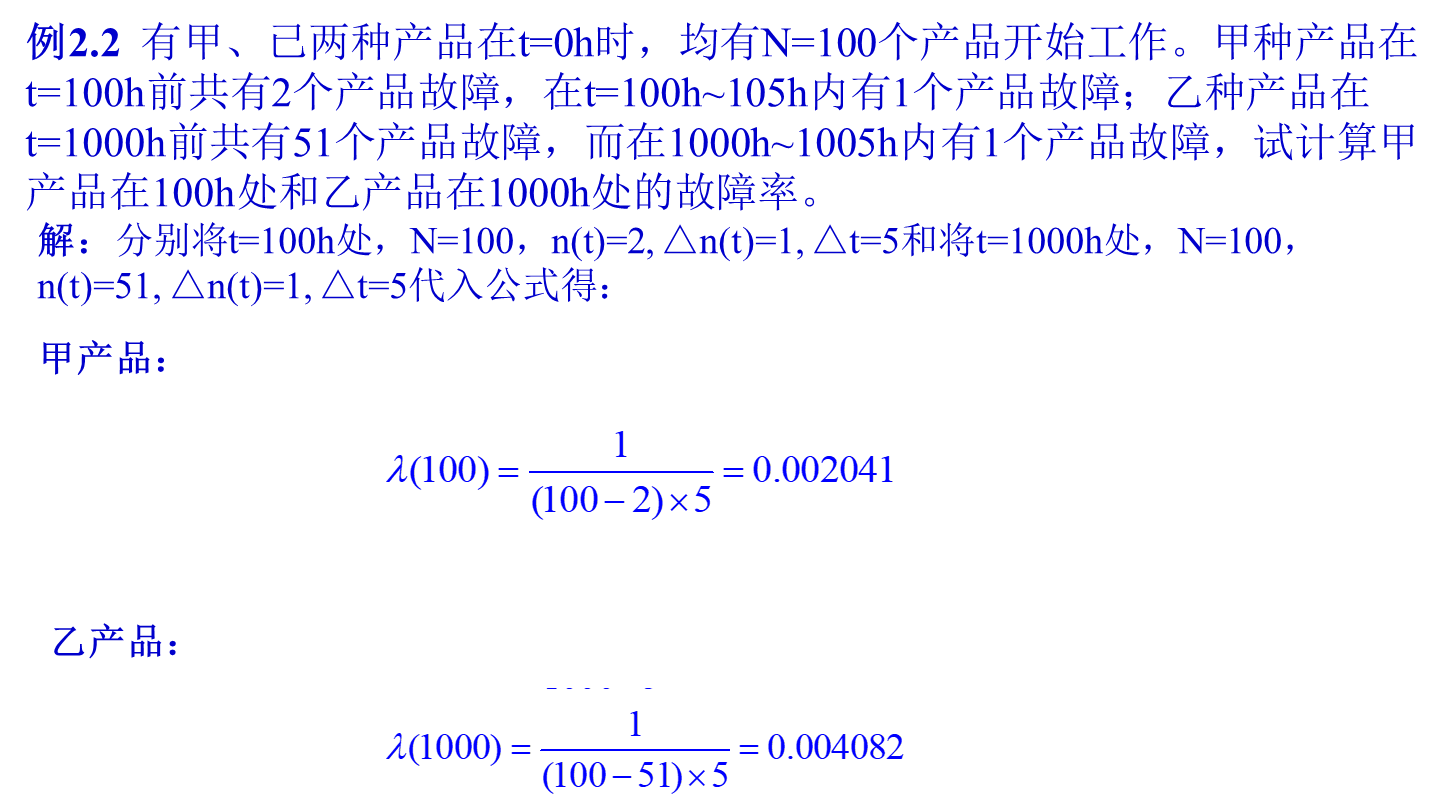 例2.2 有甲、已两种产品在t=0h时，均有N=100个产品开始工作。甲种产品在
t=100h前共有2个产品故障，在t=100h~105h内有1个产品故障；乙种产品在
t=1000h前共有51个产品故障，而在1000h~1005h内有1个产品故障，试计算甲
产品在100h处和乙产品在1000h处的故障率。
解：分别将t=100h处，N=100，n(t)=2, △n(t)=1, △t=5和将t=1000h处，N=100，
n(t)=51, △n(t)=1, △t=5代入公式得：
甲产品：
λ(100) = 1 / (100 − 2) × 5 = 0.002041
乙产品：
λ(1000) = 1 / (100 − 51) × 5 = 0.004082